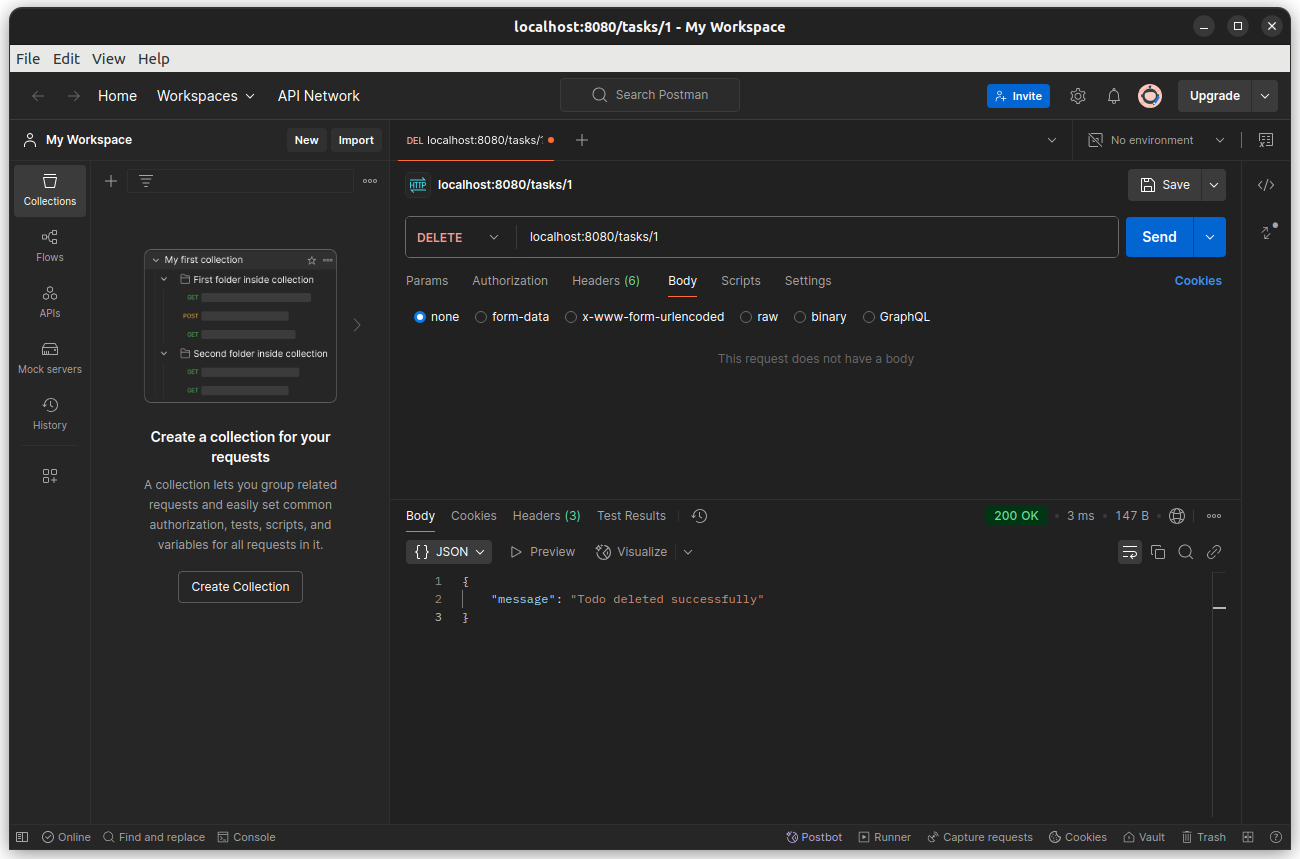 localhost:8080/tasks/1 - My Workspace
File Edit View Help
Home Workspaces API Network Search Postman Invite Upgrade
My Workspace New Import DEL localhost:8080/tasks/ No environment
Collections
Flows
APIs
Mock servers
History
My first collection
First folder inside collection
GET
POST
GET
Second folder inside collection
GET
GET
Create a collection for your
requests
A collection lets you group related
requests and easily set common
authorization, tests, scripts, and
variables for all requests in it.
Create Collection
HTTP localhost:8080/tasks/1 Save
DELETE localhost:8080/tasks/1 Send
Params Authorization Headers (6) Body Scripts Settings Cookies
none form-data x-www-form-urlencoded raw binary GraphQL
This request does not have a body
Body Cookies Headers (3) Test Results 200 OK 3 ms 147 B
{} JSON Preview Visualize
1 {
2 "message": "Todo deleted successfully"
3 }
Online Find and replace Console Postbot Runner Capture requests Cookies Vault Trash